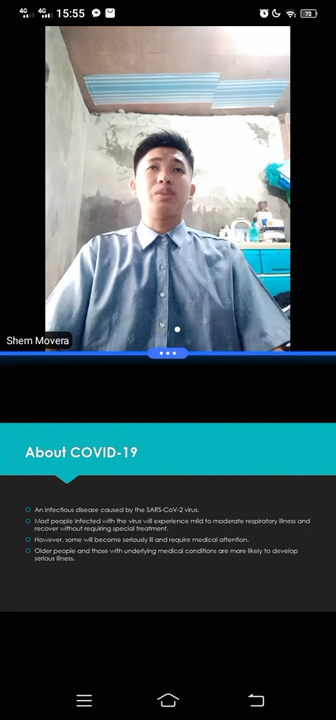 4G 4G 15:55 72
Shem Movera
About COVID-19
An infectious disease caused by the SARS-CoV-2 virus.
Most people infected with the virus will experience mild to moderate respiratory illness and
recover without requiring special treatment.
However, some will become seriously ill and require medical attention.
Older people and those with underlying medical conditions are more likely to develop
serious illness.